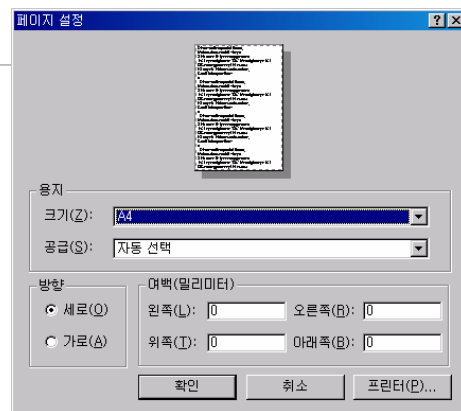 페이지 설정
용지
크기(Z): A4
공급(S): 자동 선택
방향
세로(O)
가로(A)
여백(밀리미터)
왼쪽(L): 0 오른쪽(R): 0
위쪽(T): 0 아래쪽(B): 0
확인 취소 프린터(P)...